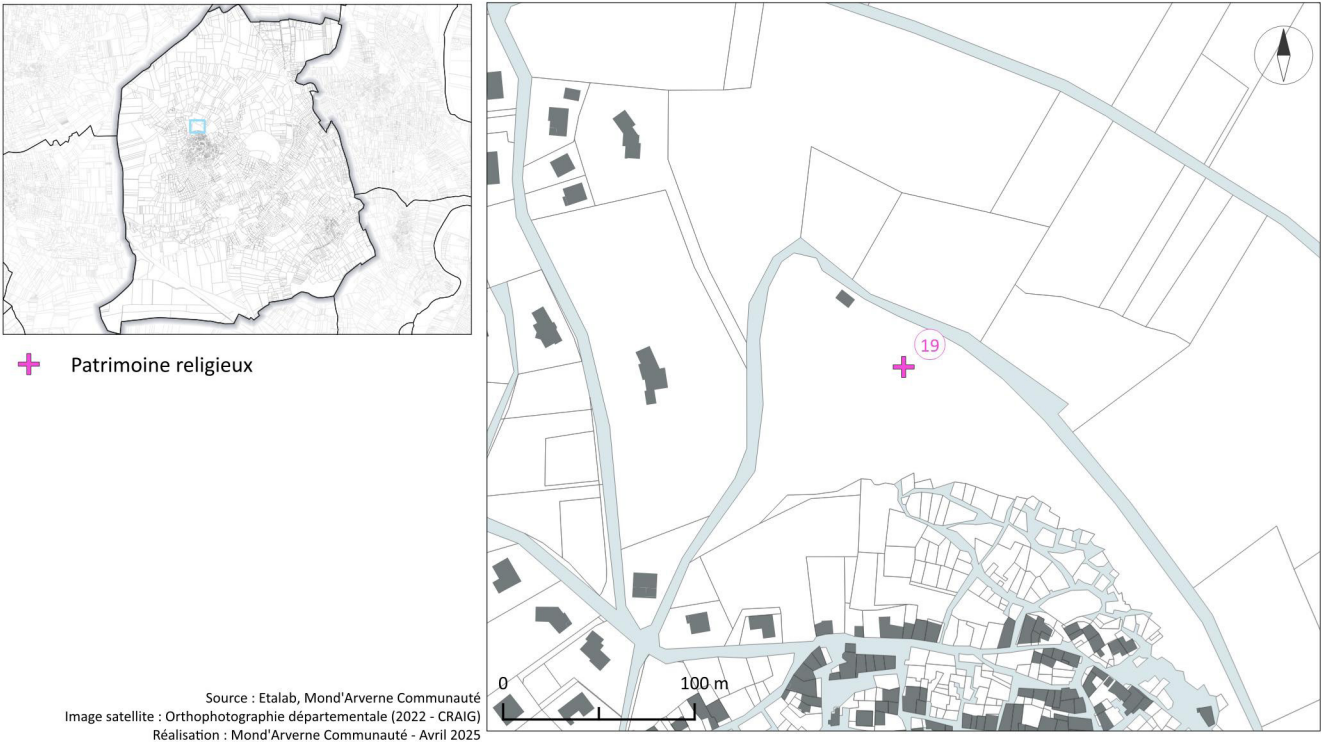 19
Patrimoine religieux
0 100 m
Source : Etalab, Mond'Arverne Communauté
Image satellite : Orthophotographie départementale (2022 - CRAIG)
Réalisation : Mond'Arverne Communauté - Avril 2025